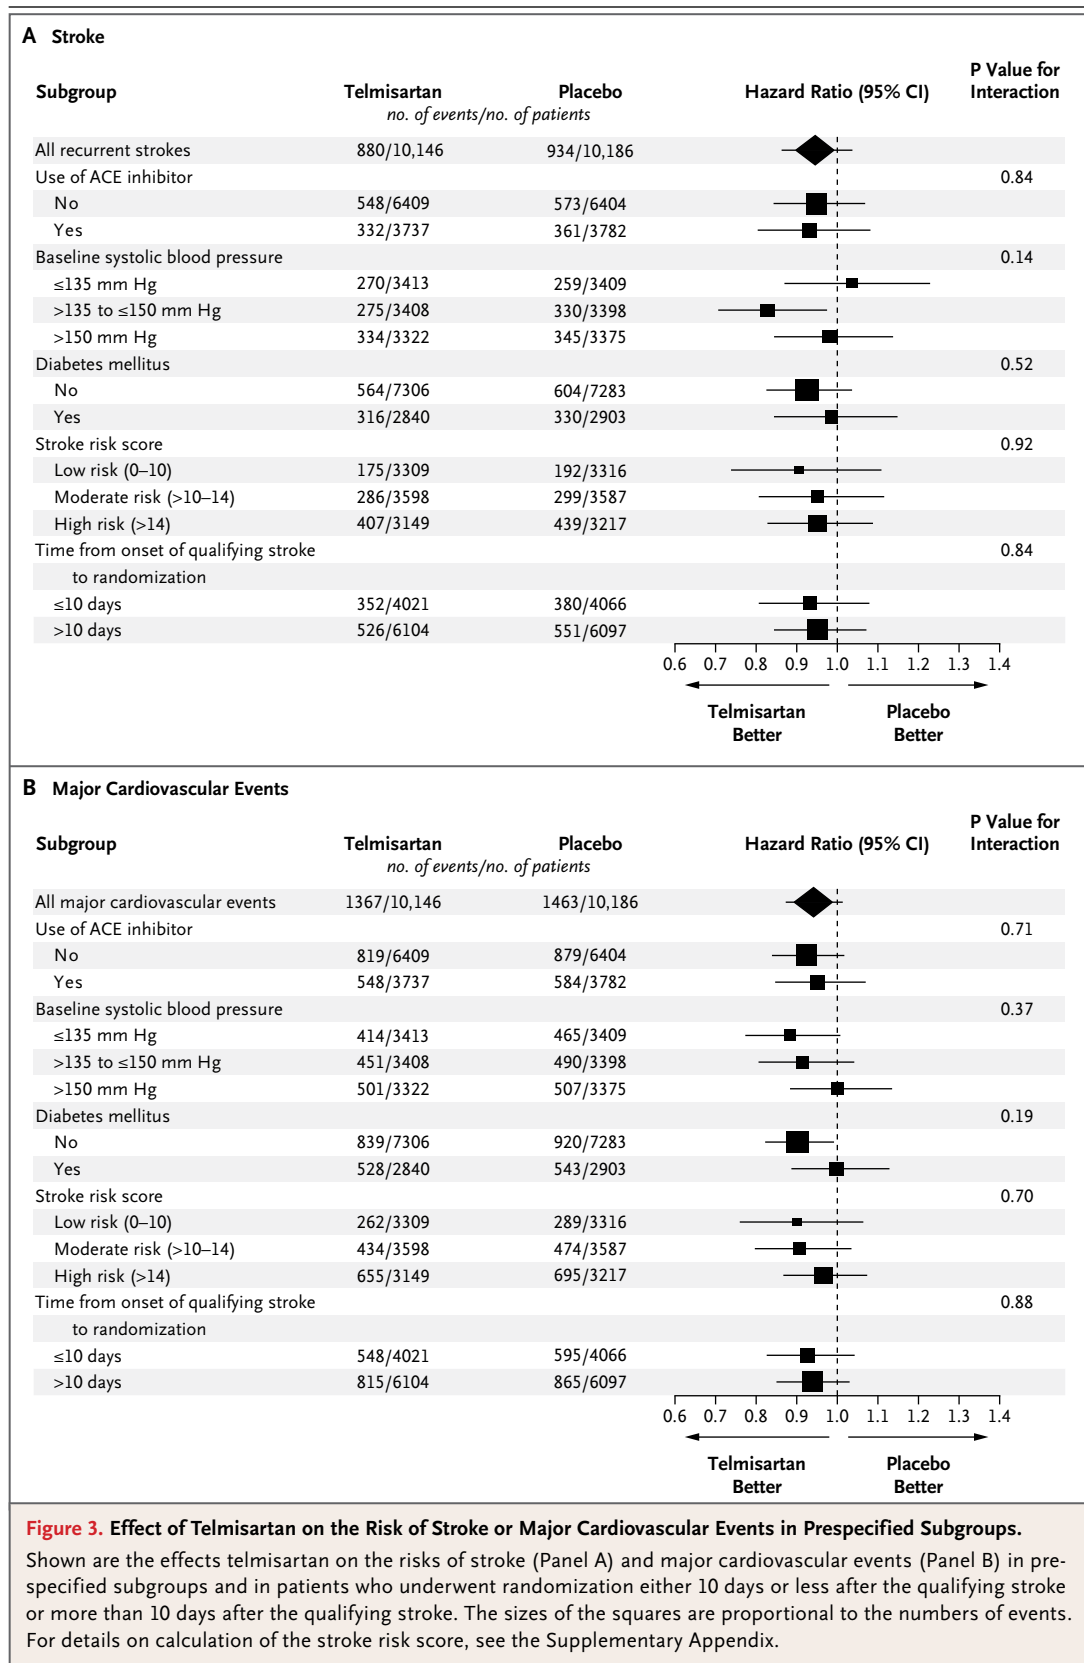 A Stroke
Subgroup Telmisartan Placebo Hazard Ratio (95% CI) P Value for Interaction
no. of events/no. of patients
All recurrent strokes 880/10,146 934/10,186
Use of ACE inhibitor 0.84
No 548/6409 573/6404
Yes 332/3737 361/3782
Baseline systolic blood pressure 0.14
≤135 mm Hg 270/3413 259/3409
>135 to ≤150 mm Hg 275/3408 330/3398
>150 mm Hg 334/3322 345/3375
Diabetes mellitus 0.52
No 564/7306 604/7283
Yes 316/2840 330/2903
Stroke risk score 0.92
Low risk (0–10) 175/3309 192/3316
Moderate risk (>10–14) 286/3598 299/3587
High risk (>14) 407/3149 439/3217
Time from onset of qualifying stroke 0.84
to randomization
≤10 days 352/4021 380/4066
>10 days 526/6104 551/6097
0.6 0.7 0.8 0.9 1.0 1.1 1.2 1.3 1.4
Telmisartan Better Placebo Better
B Major Cardiovascular Events
Subgroup Telmisartan Placebo Hazard Ratio (95% CI) P Value for Interaction
no. of events/no. of patients
All major cardiovascular events 1367/10,146 1463/10,186
Use of ACE inhibitor 0.71
No 819/6409 879/6404
Yes 548/3737 584/3782
Baseline systolic blood pressure 0.37
≤135 mm Hg 414/3413 465/3409
>135 to ≤150 mm Hg 451/3408 490/3398
>150 mm Hg 501/3322 507/3375
Diabetes mellitus 0.19
No 839/7306 920/7283
Yes 528/2840 543/2903
Stroke risk score 0.70
Low risk (0–10) 262/3309 289/3316
Moderate risk (>10–14) 434/3598 474/3587
High risk (>14) 655/3149 695/3217
Time from onset of qualifying stroke 0.88
to randomization
≤10 days 548/4021 595/4066
>10 days 815/6104 865/6097
0.6 0.7 0.8 0.9 1.0 1.1 1.2 1.3 1.4
Telmisartan Better Placebo Better
Figure 3. Effect of Telmisartan on the Risk of Stroke or Major Cardiovascular Events in Prespecified Subgroups.
Shown are the effects telmisartan on the risks of stroke (Panel A) and major cardiovascular events (Panel B) in pre-
specified subgroups and in patients who underwent randomization either 10 days or less after the qualifying stroke
or more than 10 days after the qualifying stroke. The sizes of the squares are proportional to the numbers of events.
For details on calculation of the stroke risk score, see the Supplementary Appendix.